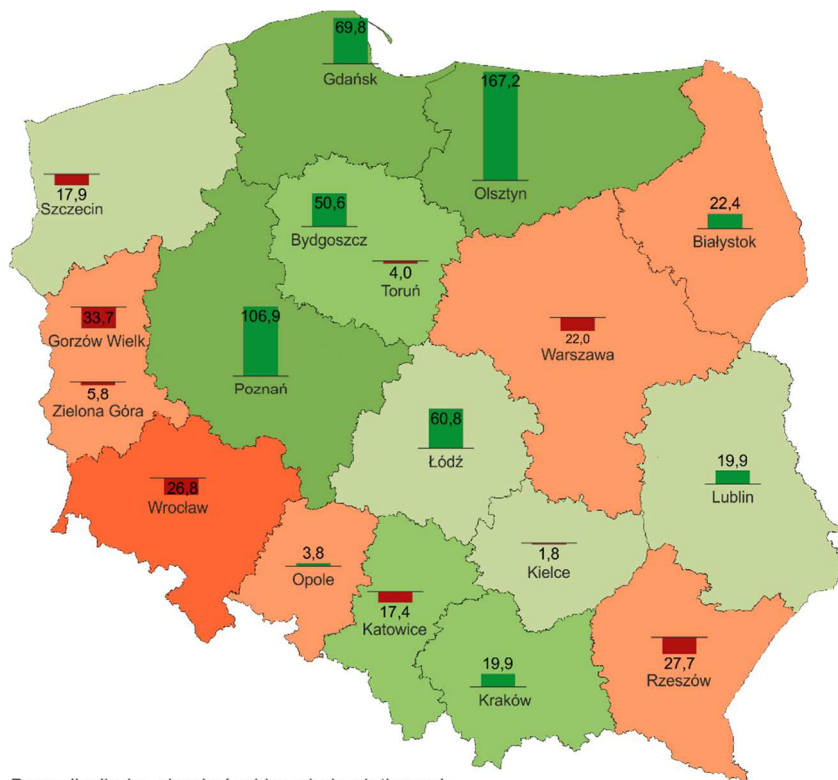 69,8
Gdańsk
167,2
Olsztyn
17,9
Szczecin
50,6
Bydgoszcz
4,0
Toruń
22,4
Białystok
33,7
Gorzów Wielk
5,8
Zielona Góra
106,9
Poznań
22,0
Warszawa
60,8
Łódź
19,9
Lublin
26,8
Wrocław
3,8
Opole
1,8
Kielce
17,4
Katowice
19,9
Kraków
27,7
Rzeszów